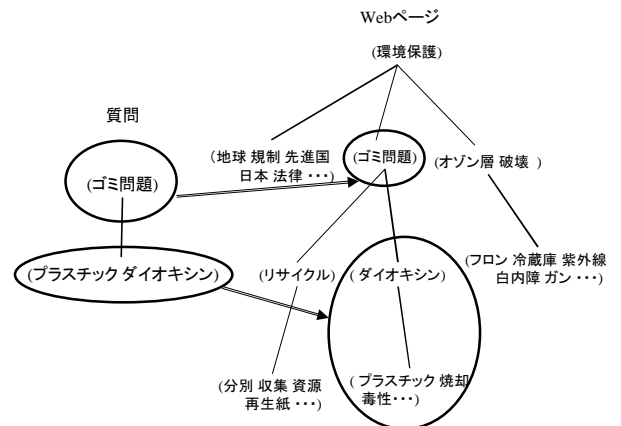 Webページ
(環境保護)
質問
(ゴミ問題)
(プラスチック ダイオキシン)
(地球 規制 先進国
日本 法律 ・・・)
(ゴミ問題)
(オゾン層 破壊 )
(リサイクル)
( ダイオキシン)
(フロン 冷蔵庫 紫外線
白内障 ガン ・・・)
(分別 収集 資源
再生紙 ・・・)
( プラスチック 焼却
毒性・・・)